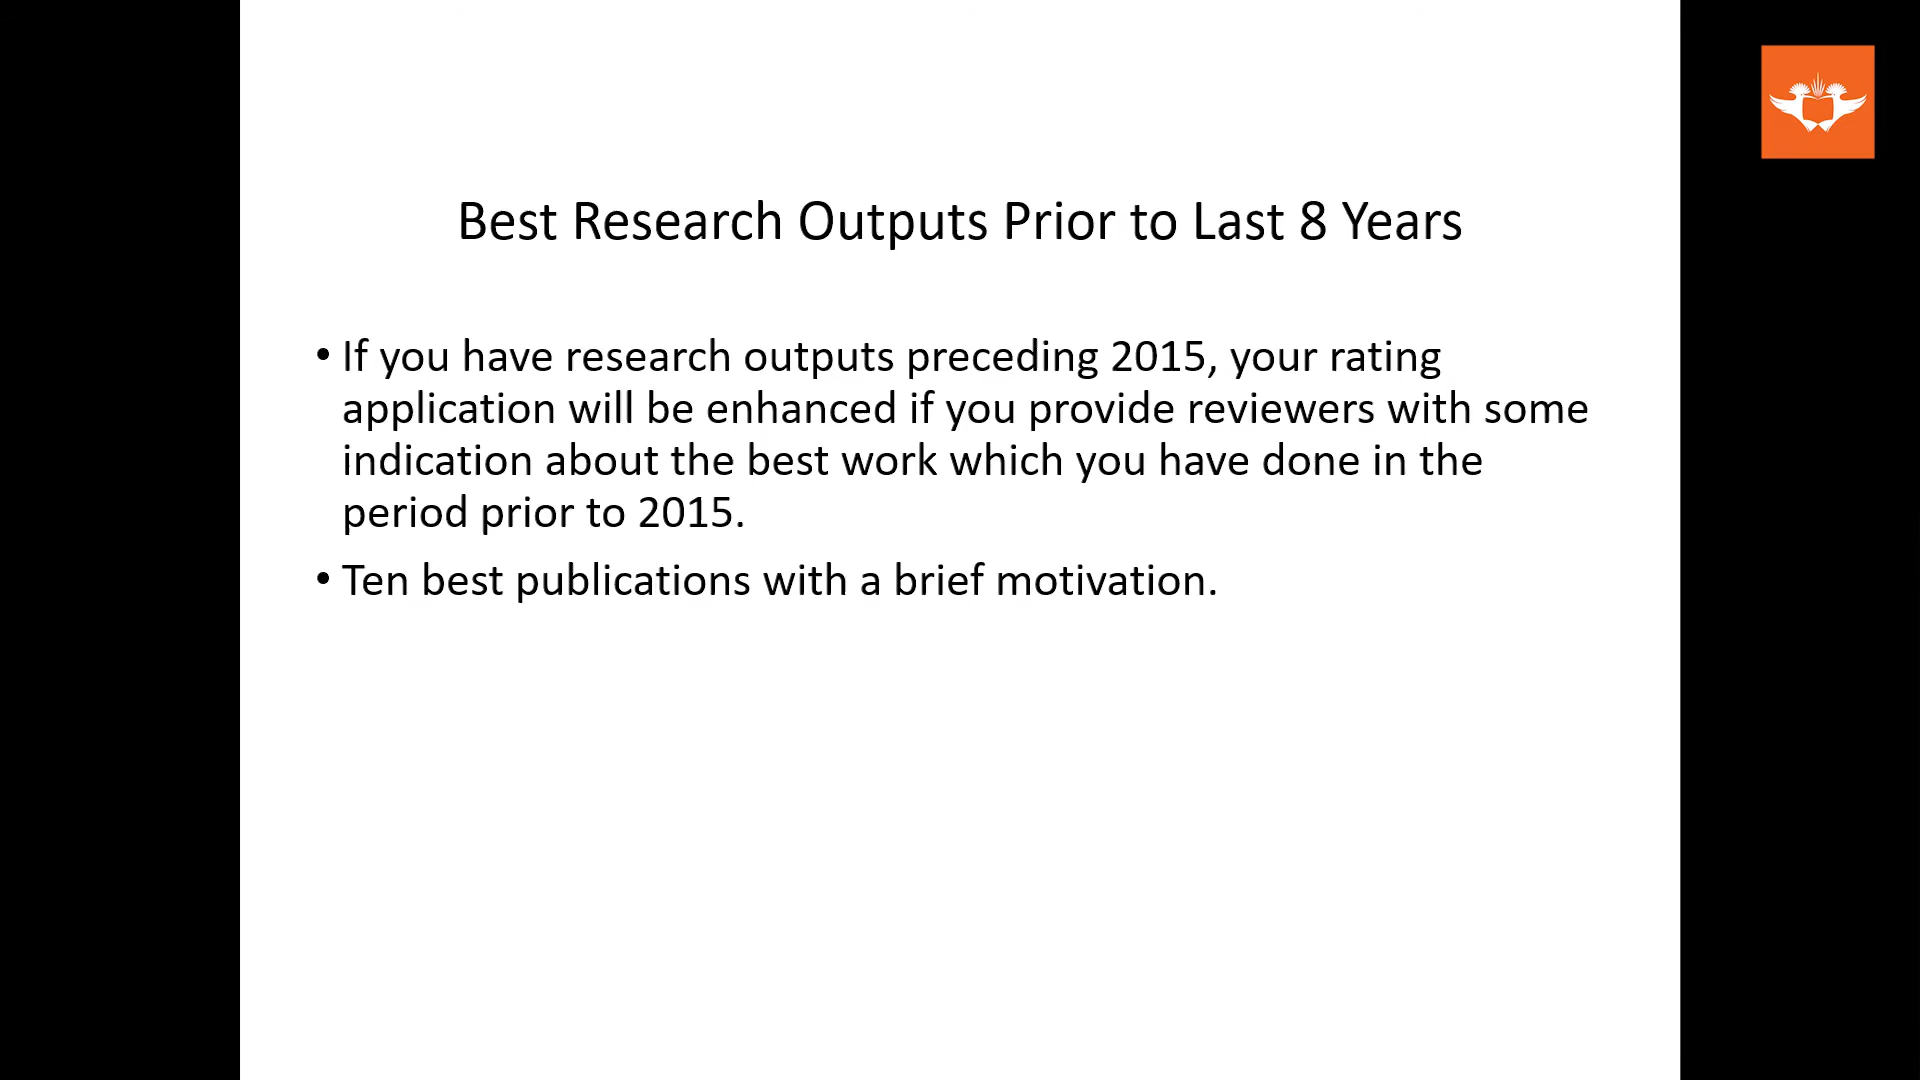 Best Research Outputs Prior to Last 8 Years
• If you have research outputs preceding 2015, your rating
application will be enhanced if you provide reviewers with some
indication about the best work which you have done in the
period prior to 2015.
• Ten best publications with a brief motivation.